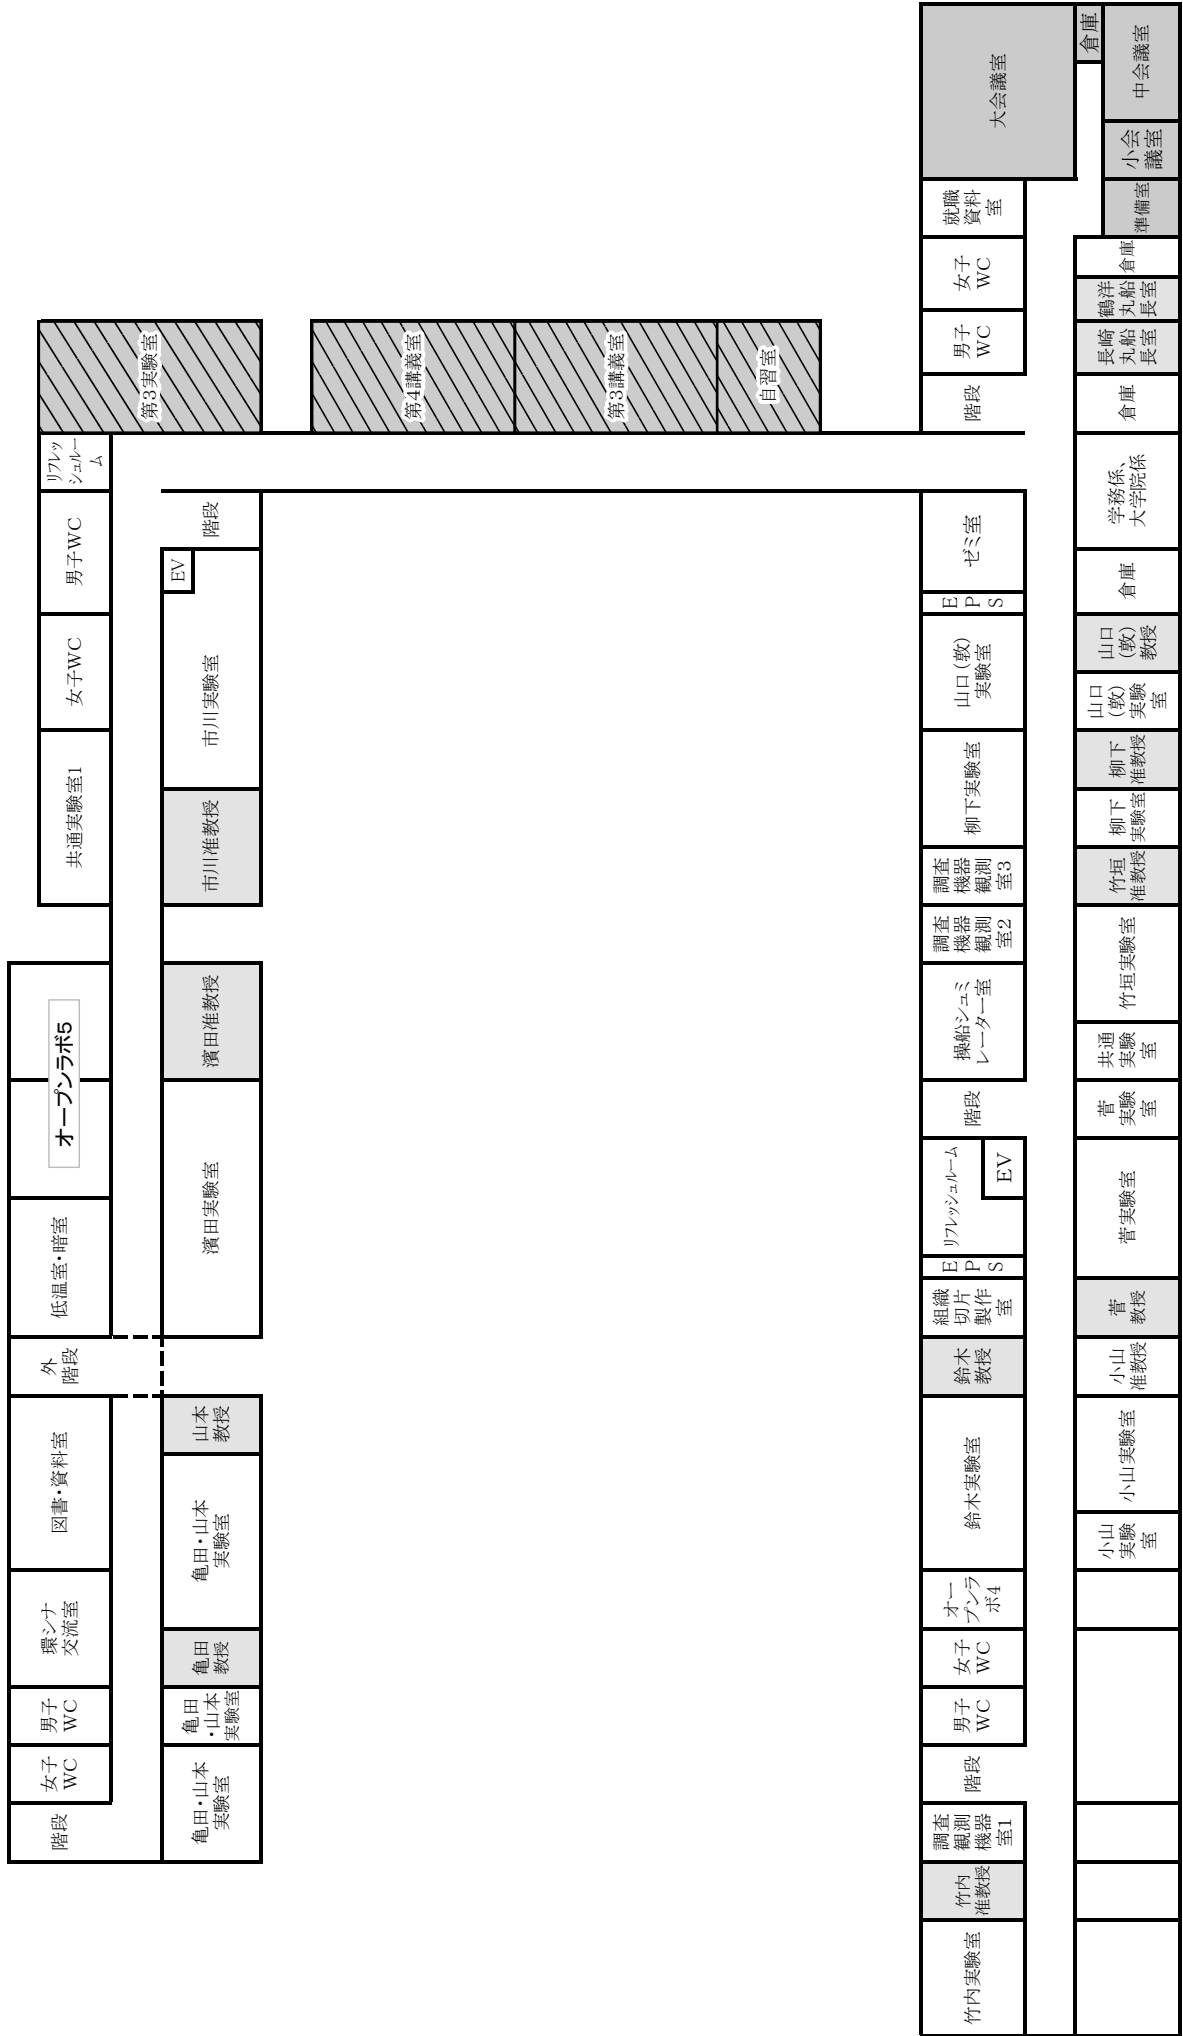 大会議室
倉庫
中会議室
小会
議室
準備室
就職
資料
室
女子
WC
男子
WC
階段
倉庫
鶴洋
丸船
長室
長崎
丸船
長室
倉庫
第3実験室
第4講義室
第3講義室
自習室
リフレッ
シュルー
ム
男子WC
女子WC
共通実験室1
階段
EV
市川実験室
市川准教授
オープンラボ5
低温室・暗室
濱田准教授
濱田実験室
外
階段
図書・資料室
環シナ
交流室
男子
WC
女子
WC
階段
山本
教授
亀田・山本
実験室
亀田
教授
亀田
・山本
実験室
亀田・山本
実験室
ゼミ室
EPS
山口(敦)
実験室
柳下実験室
調査
機器
観測
室3
調査
機器
観測
室2
操船シュミ
レーター室
階段
リフレッシュルーム
EV
EPS
組織
切片
製作
室
鈴木
教授
鈴木実験室
オー
プンラ
ボ4
女子
WC
男子
WC
階段
調査
観測
機器
室1
竹内
准教授
竹内実験室
学務係、
大学院係
倉庫
山口
(敦)
教授
山口
(敦)
実験
室
柳下
准教授
柳下
実験室
竹垣
准教授
竹垣実験室
共通
実験
室
菅
実験
室
菅実験室
菅
教授
小山
准教授
小山実験室
小山
実験
室